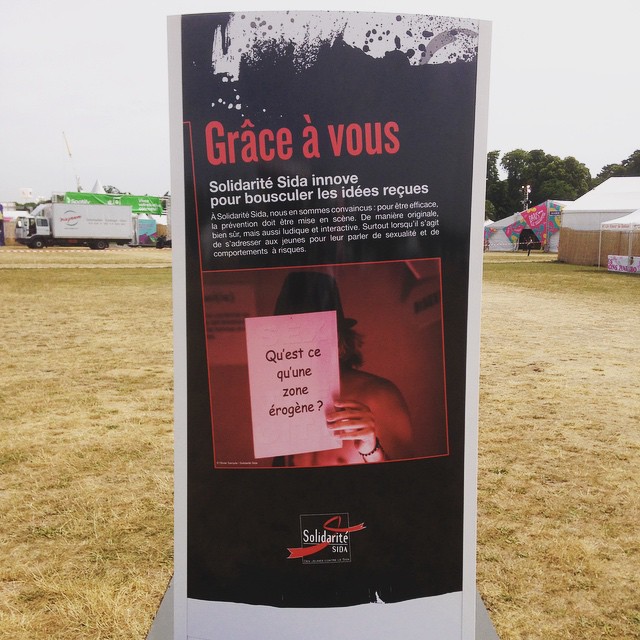 Grâce à vous
Solidarité Sida innove
pour bousculer les idées reçues
À Solidarité Sida, nous en sommes convaincus : pour être efficace,
la prévention doit être mise en scène. De manière originale,
bien sûr, mais aussi ludique et interactive. Surtout lorsqu'il s'agit
de s'adresser aux jeunes pour leur parler de sexualité et de
comportements à risques.
Qu'est ce
qu'une
zone
érogène ?
Solidarité
SIDA